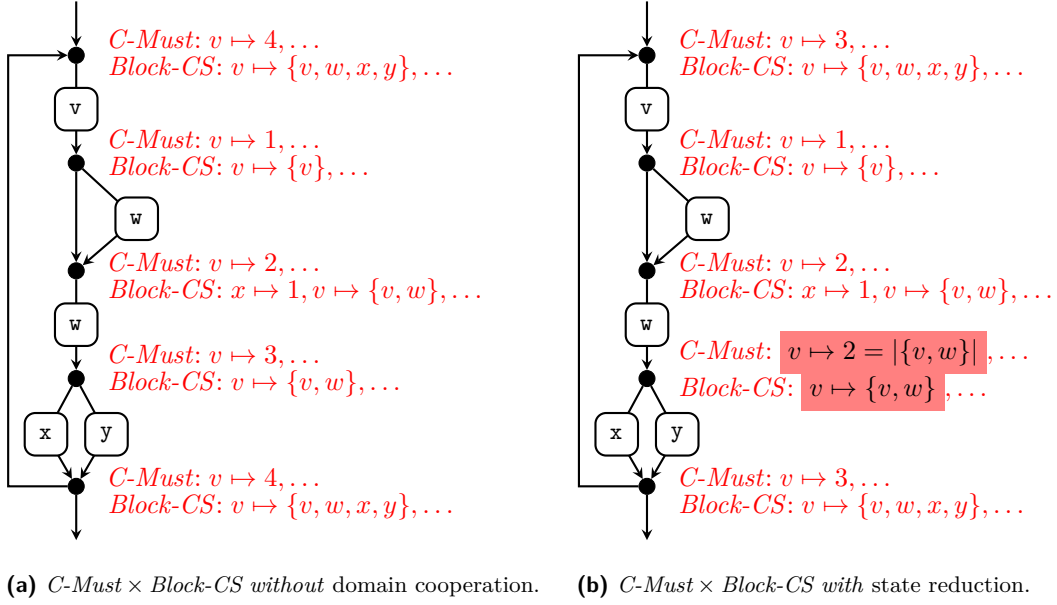 C-Must: v ↦ 4, . . .
Block-CS: v ↦ {v, w, x, y}, . . .
v
C-Must: v ↦ 1, . . .
Block-CS: v ↦ {v}, . . .
w
C-Must: v ↦ 2, . . .
Block-CS: x ↦ 1, v ↦ {v, w}, . . .
w
C-Must: v ↦ 3, . . .
Block-CS: v ↦ {v, w}, . . .
x y
C-Must: v ↦ 4, . . .
Block-CS: v ↦ {v, w, x, y}, . . .
(a) C-Must × Block-CS without domain cooperation.
C-Must: v ↦ 3, . . .
Block-CS: v ↦ {v, w, x, y}, . . .
v
C-Must: v ↦ 1, . . .
Block-CS: v ↦ {v}, . . .
w
C-Must: v ↦ 2, . . .
Block-CS: x ↦ 1, v ↦ {v, w}, . . .
w
C-Must: v ↦ 2 = |{v, w}|, . . .
Block-CS: v ↦ {v, w}, . . .
x y
C-Must: v ↦ 3, . . .
Block-CS: v ↦ {v, w, x, y}, . . .
(b) C-Must × Block-CS with state reduction.